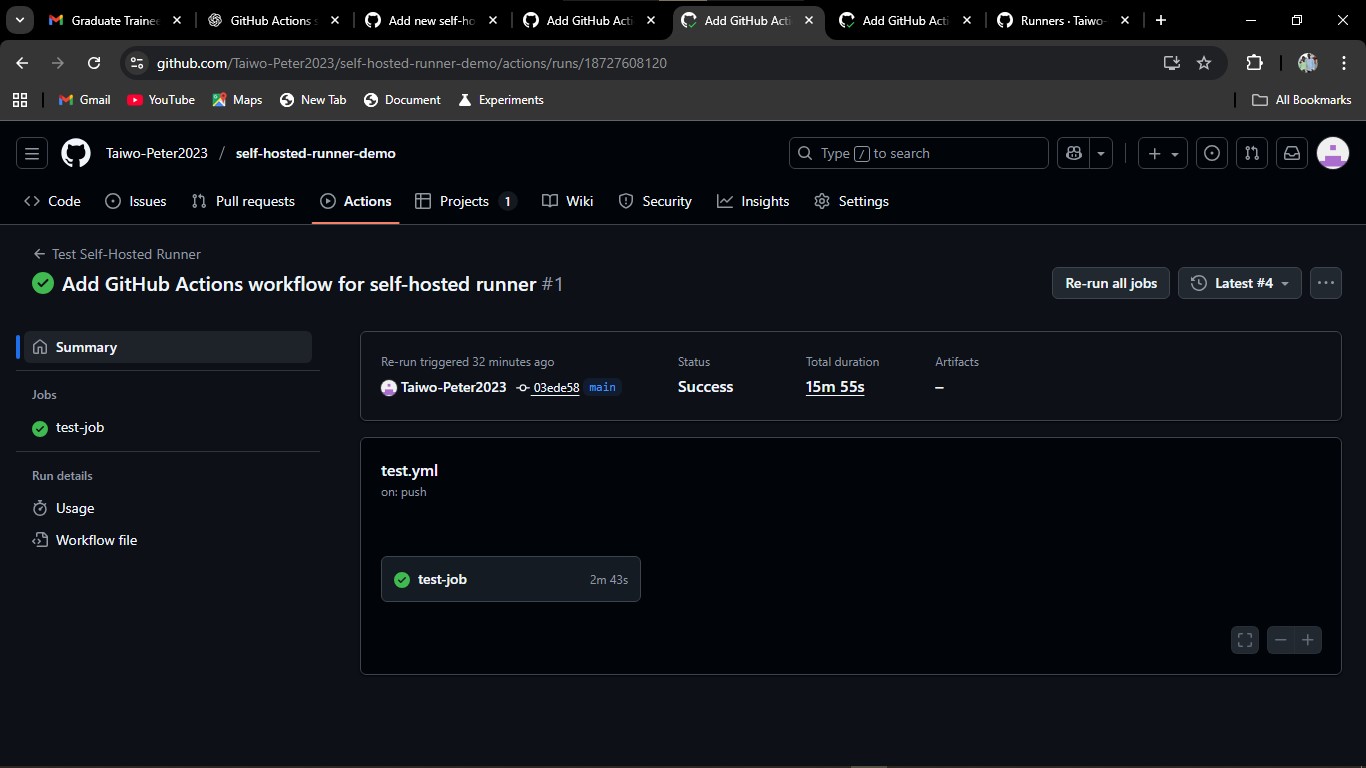 Graduate Trainee
GitHub Actions s
Add new self-ho
Add GitHub Acti
Add GitHub Acti
Add GitHub Acti
Runners · Taiwo-
github.com/Taiwo-Peter2023/self-hosted-runner-demo/actions/runs/18727608120
Gmail
YouTube
Maps
New Tab
Document
Experiments
All Bookmarks
Taiwo-Peter2023 / self-hosted-runner-demo
Type / to search
Code
Issues
Pull requests
Actions
Projects 1
Wiki
Security
Insights
Settings
← Test Self-Hosted Runner
Add GitHub Actions workflow for self-hosted runner #1
Re-run all jobs
Latest #4
Summary
Jobs
test-job
Run details
Usage
Workflow file
Re-run triggered 32 minutes ago
Taiwo-Peter2023 03ede58 main
Status
Success
Total duration
15m 55s
Artifacts
–
test.yml
on: push
test-job 2m 43s